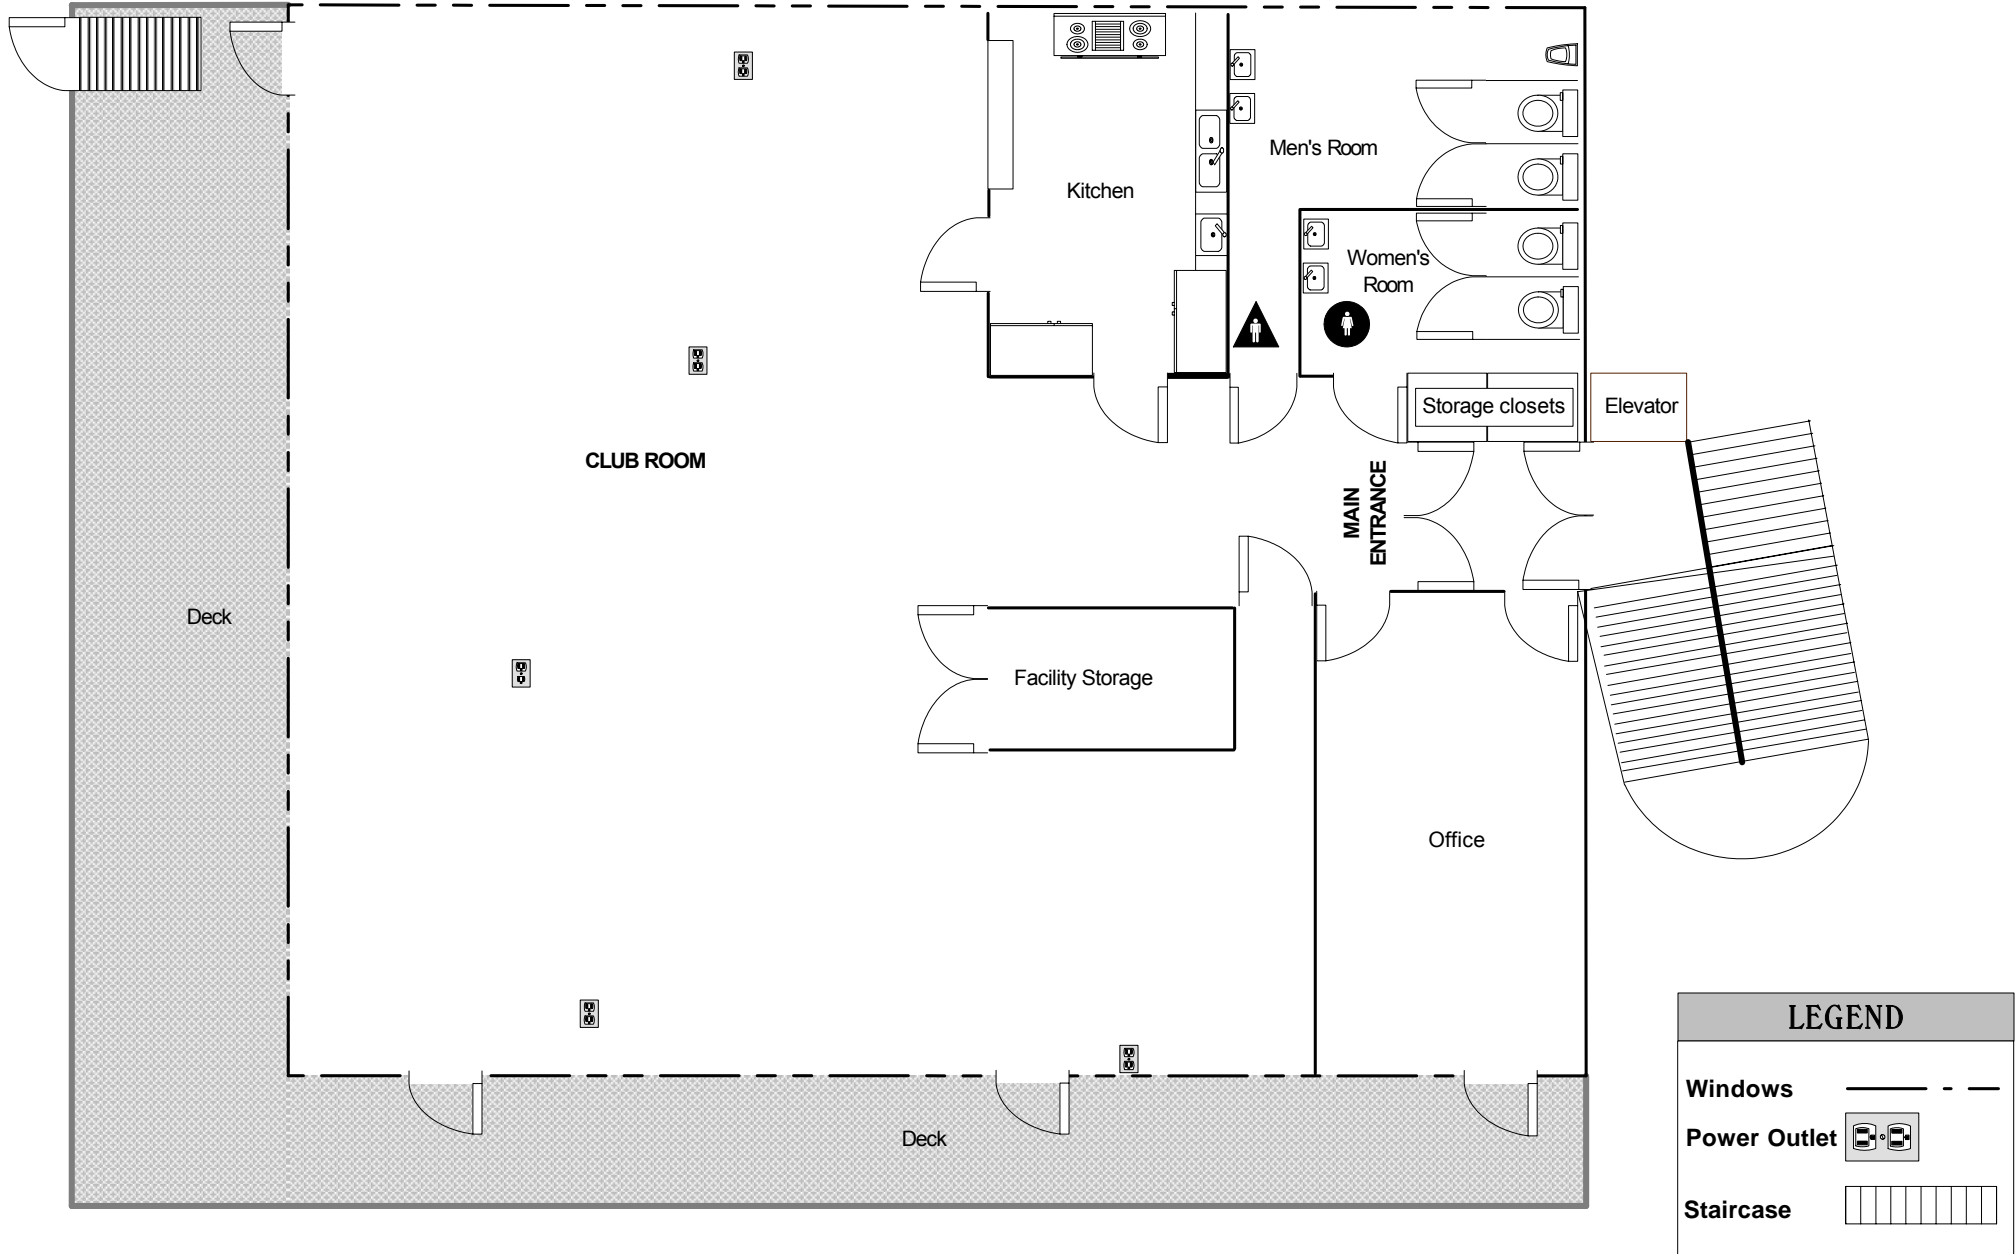 Men's Room
Kitchen
Women's
Room
Storage closets
Elevator
CLUB ROOM
MAIN
ENTRANCE
Deck
Facility Storage
Office
Deck
LEGEND
Windows
Power Outlet
Staircase